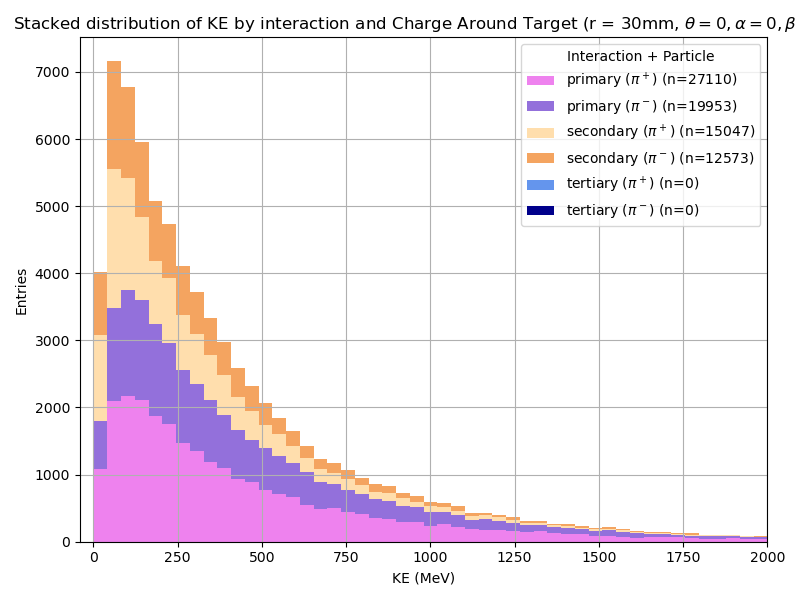 Stacked distribution of KE by interaction and Charge Around Target (r = 30mm, θ = 0, α = 0, β
Interaction + Particle
primary (π⁺) (n=27110)
primary (π⁻) (n=19953)
secondary (π⁺) (n=15047)
secondary (π⁻) (n=12573)
tertiary (π⁺) (n=0)
tertiary (π⁻) (n=0)
Entries
7000
6000
5000
4000
3000
2000
1000
0
0 250 500 750 1000 1250 1500 1750 2000
KE (MeV)